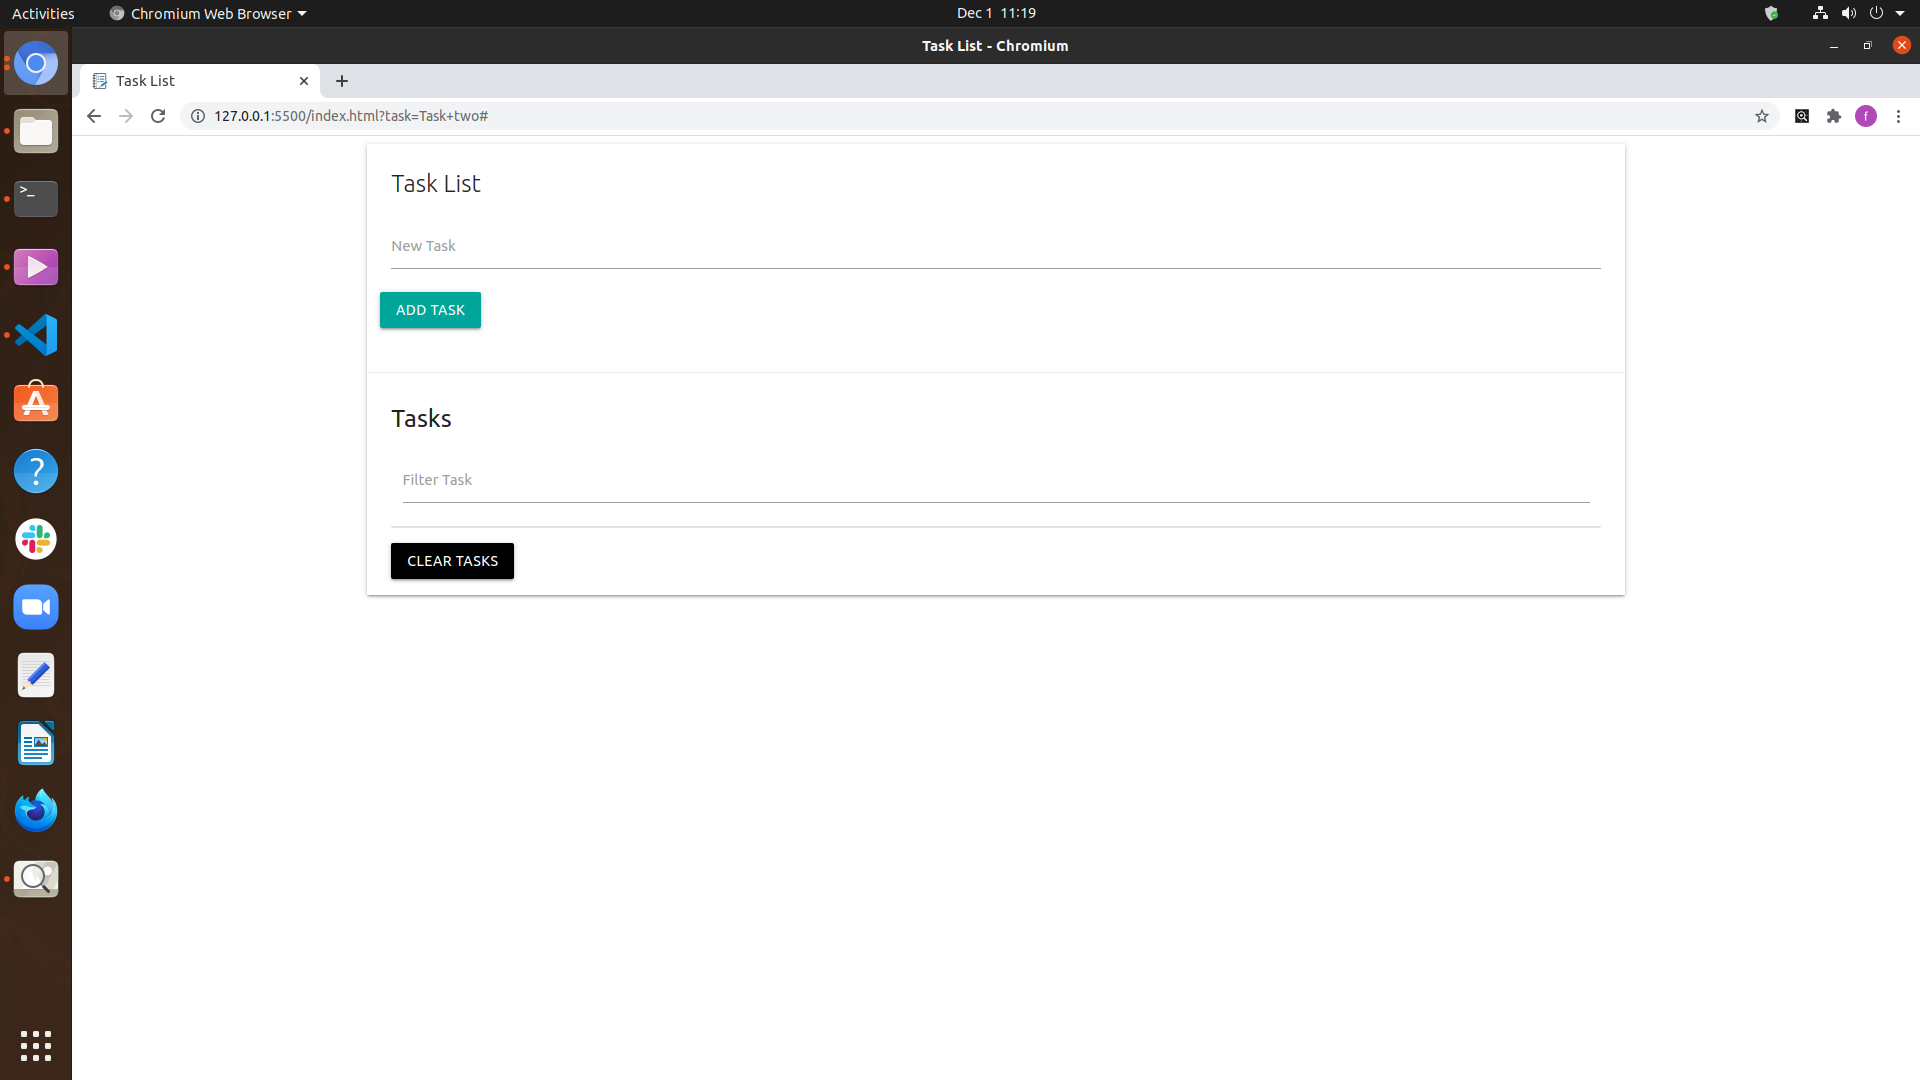 Activities
Chromium Web Browser
Dec 1 11:19
Task List - Chromium
Task List
127.0.0.1:5500/index.html?task=Task+two#
f
>_
?
Task List
New Task
ADD TASK
Tasks
Filter Task
CLEAR TASKS